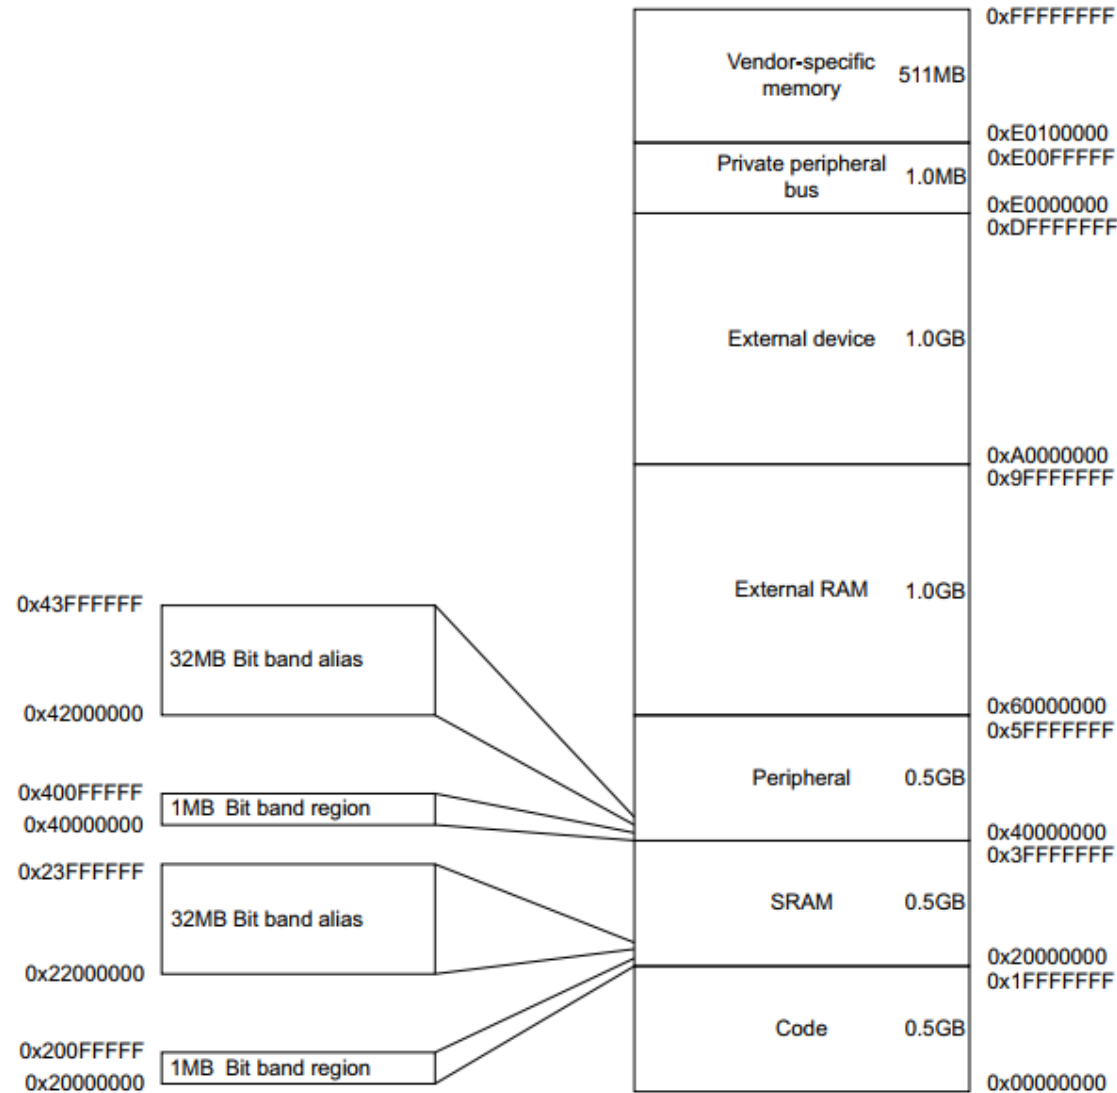 0xFFFFFFFF
Vendor-specific
memory
511MB
0xE0100000
0xE00FFFFF
Private peripheral
bus
1.0MB
0xE0000000
0xDFFFFFFF
External device
1.0GB
0xA0000000
0x9FFFFFFF
External RAM
1.0GB
0x60000000
0x5FFFFFFF
Peripheral
0.5GB
0x40000000
0x3FFFFFFF
SRAM
0.5GB
0x20000000
0x1FFFFFFF
Code
0.5GB
0x00000000
0x43FFFFFF
32MB Bit band alias
0x42000000
0x400FFFFF
1MB Bit band region
0x40000000
0x23FFFFFF
32MB Bit band alias
0x22000000
0x200FFFFF
1MB Bit band region
0x20000000